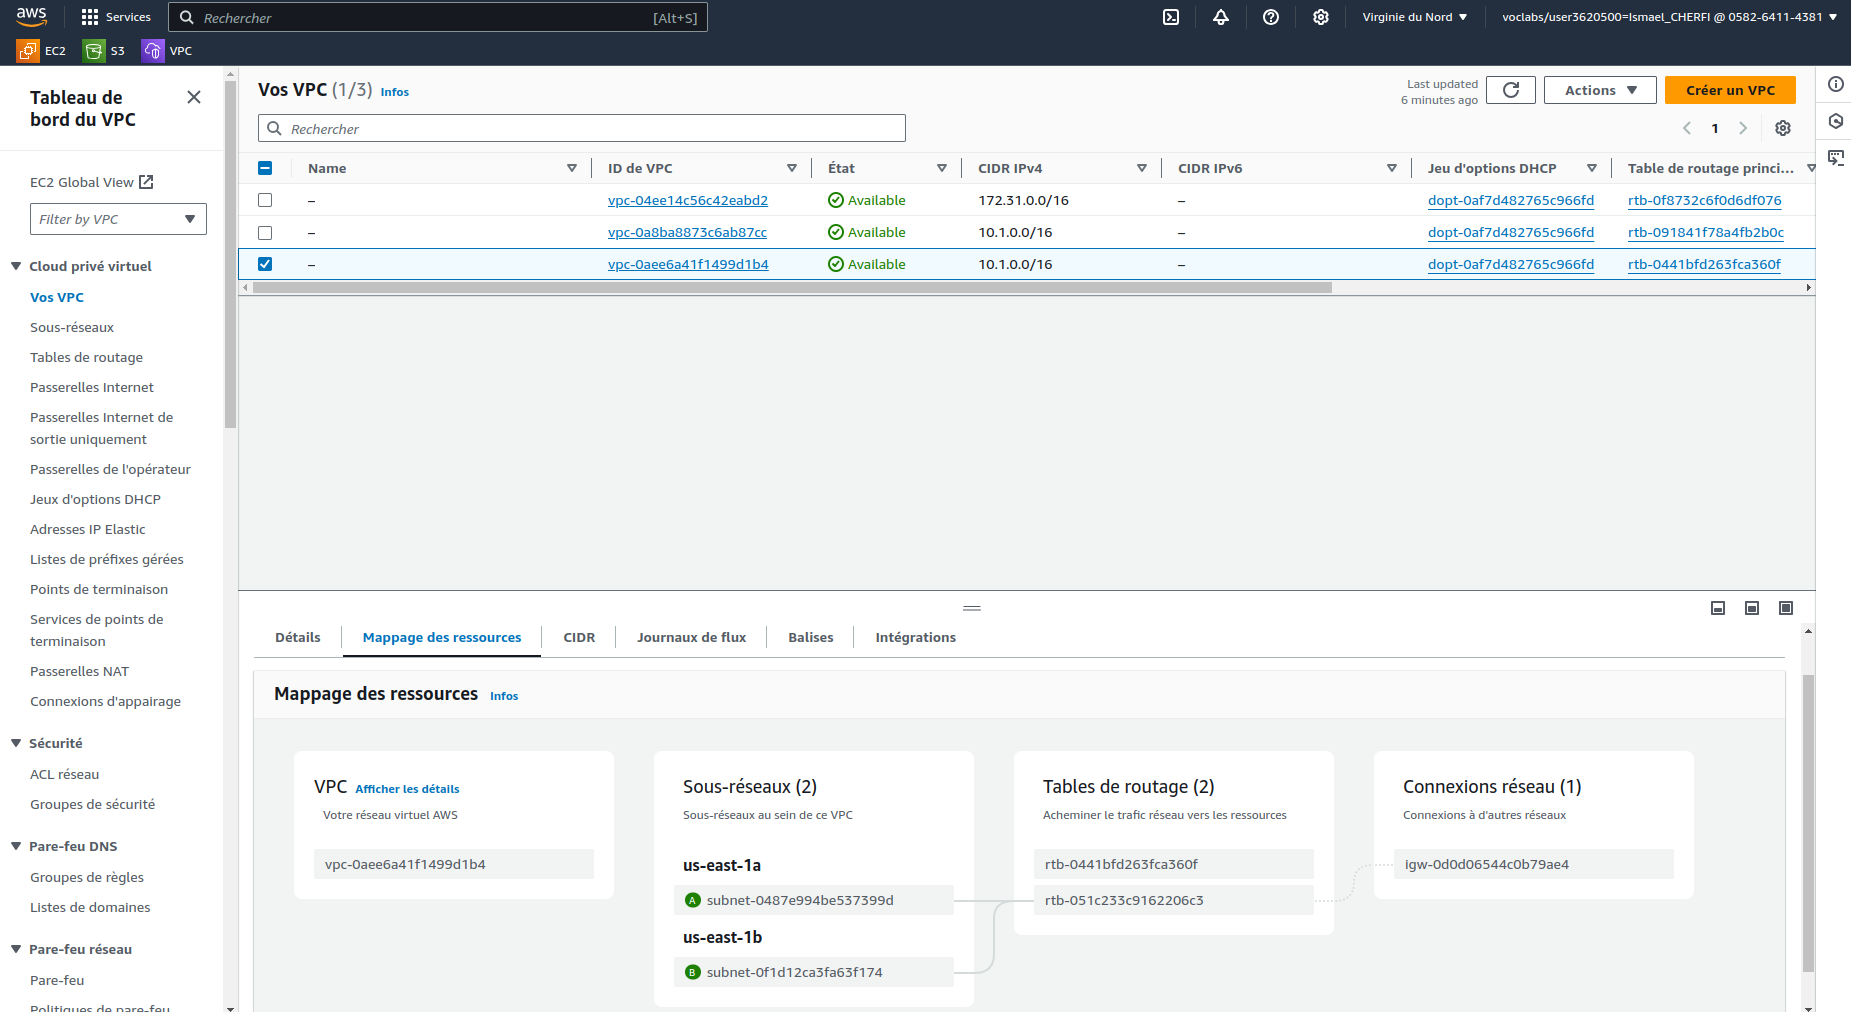 aws
Services
Rechercher
[Alt+S]
Virginie du Nord
voclabs/user3620500=Ismael_CHERFI @ 0582-6411-4381
EC2
S3
VPC
Tableau de
bord du VPC
EC2 Global View
Filter by VPC
Cloud privé virtuel
Vos VPC
Sous-réseaux
Tables de routage
Passerelles Internet
Passerelles Internet de
sortie uniquement
Passerelles de l'opérateur
Jeux d'options DHCP
Adresses IP Elastic
Listes de préfixes gérées
Points de terminaison
Services de points de
terminaison
Passerelles NAT
Connexions d'appairage
Sécurité
ACL réseau
Groupes de sécurité
Pare-feu DNS
Groupes de règles
Listes de domaines
Pare-feu réseau
Pare-feu
Politiques de pare-feu
Vos VPC (1/3) Infos
Last updated
6 minutes ago
Actions
Créer un VPC
Rechercher
1
Name ID de VPC État CIDR IPv4 CIDR IPv6 Jeu d'options DHCP Table de routage princi...
– vpc-04ee14c56c42eabd2 Available 172.31.0.0/16 – dopt-0af7d482765c966fd rtb-0f8732c6f0d6df076
– vpc-0a8ba8873c6ab87cc Available 10.1.0.0/16 – dopt-0af7d482765c966fd rtb-091841f78a4fb2b0c
– vpc-0aee6a41f1499d1b4 Available 10.1.0.0/16 – dopt-0af7d482765c966fd rtb-0441bfd263fca360f
Détails Mappage des ressources CIDR Journaux de flux Balises Intégrations
Mappage des ressources Infos
VPC Afficher les détails
Votre réseau virtuel AWS
vpc-0aee6a41f1499d1b4
Sous-réseaux (2)
Sous-réseaux au sein de ce VPC
us-east-1a
A subnet-0487e994be537399d
us-east-1b
B subnet-0f1d12ca3fa63f174
Tables de routage (2)
Acheminer le trafic réseau vers les ressources
rtb-0441bfd263fca360f
rtb-051c233c9162206c3
Connexions réseau (1)
Connexions à d'autres réseaux
igw-0d0d06544c0b79ae4